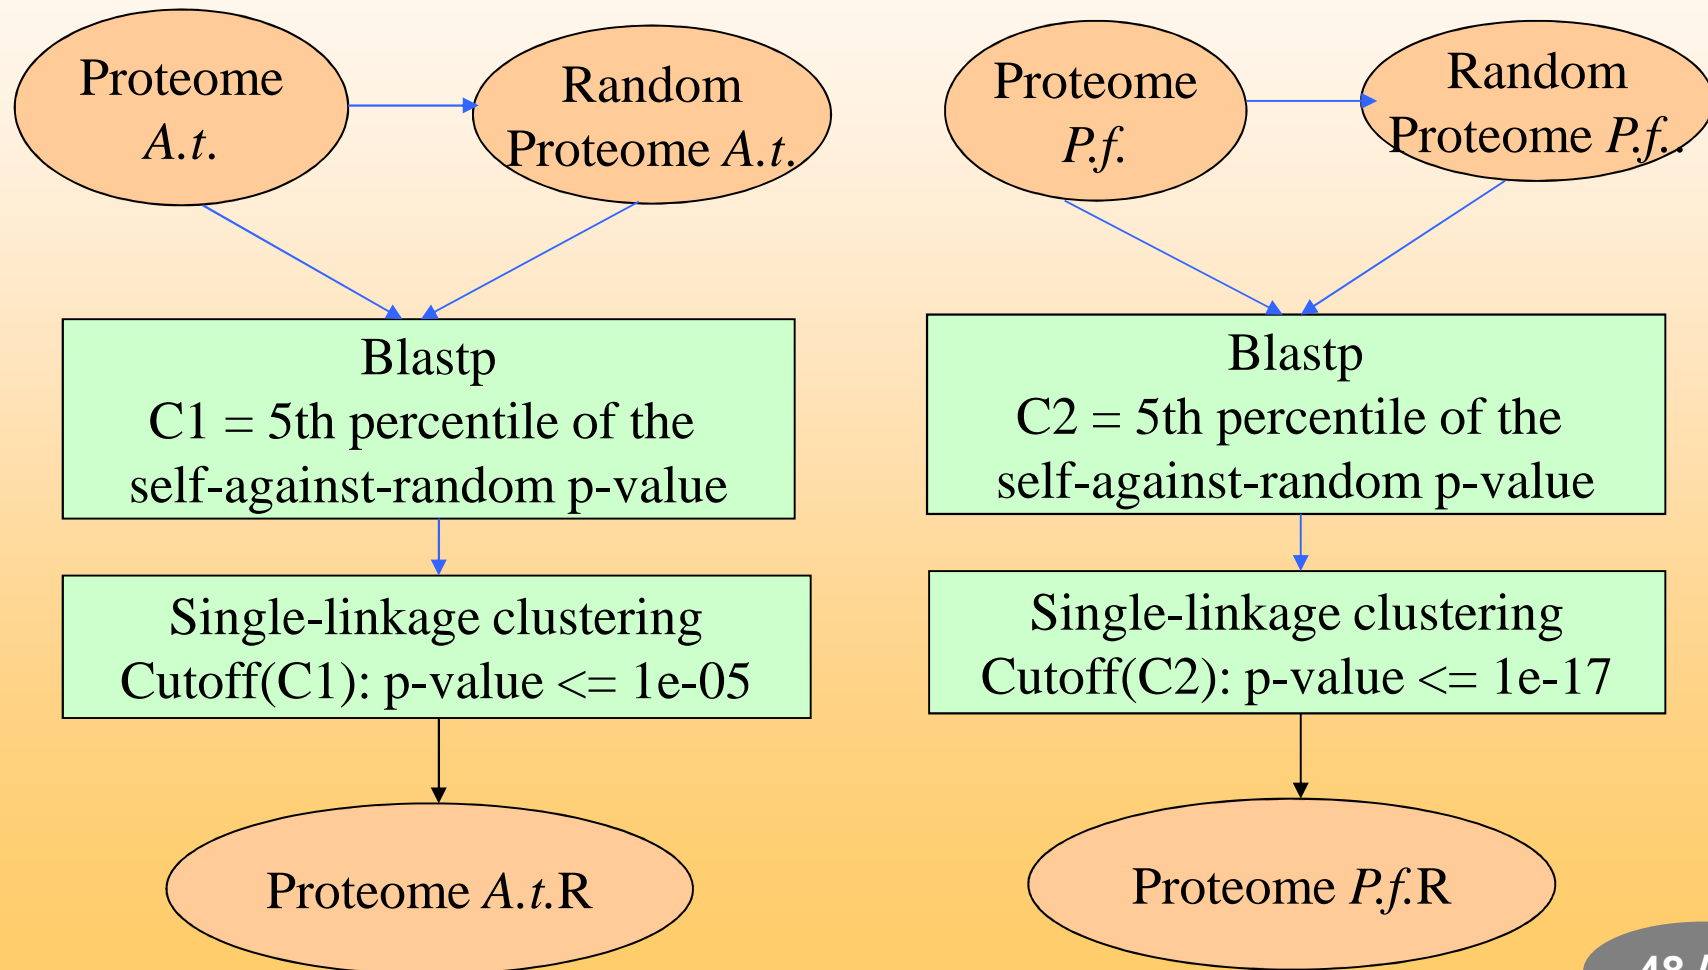 Proteome
A.t.
Random
Proteome A.t.
Proteome
P.f.
Random
Proteome P.f..
Blastp
C1 = 5th percentile of the
self-against-random p-value
Blastp
C2 = 5th percentile of the
self-against-random p-value
Single-linkage clustering
Cutoff(C1): p-value <= 1e-05
Single-linkage clustering
Cutoff(C2): p-value <= 1e-17
Proteome A.t.R
Proteome P.f.R
48